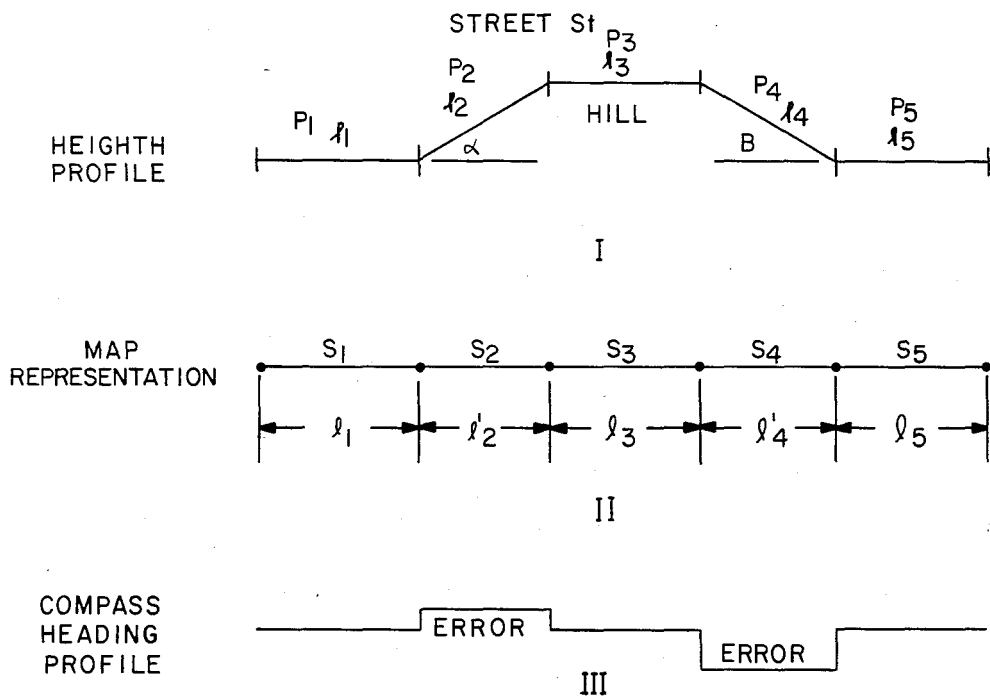 STREET St
P3
l3
P2
l2
P4
l4
P1 l1
P5
l5
HILL
HEIGHTH
PROFILE
α
B
I
MAP
REPRESENTATION
S1 S2 S3 S4 S5
l1 l'2 l3 l'4 l5
II
COMPASS
HEADING
PROFILE
ERROR
ERROR
III